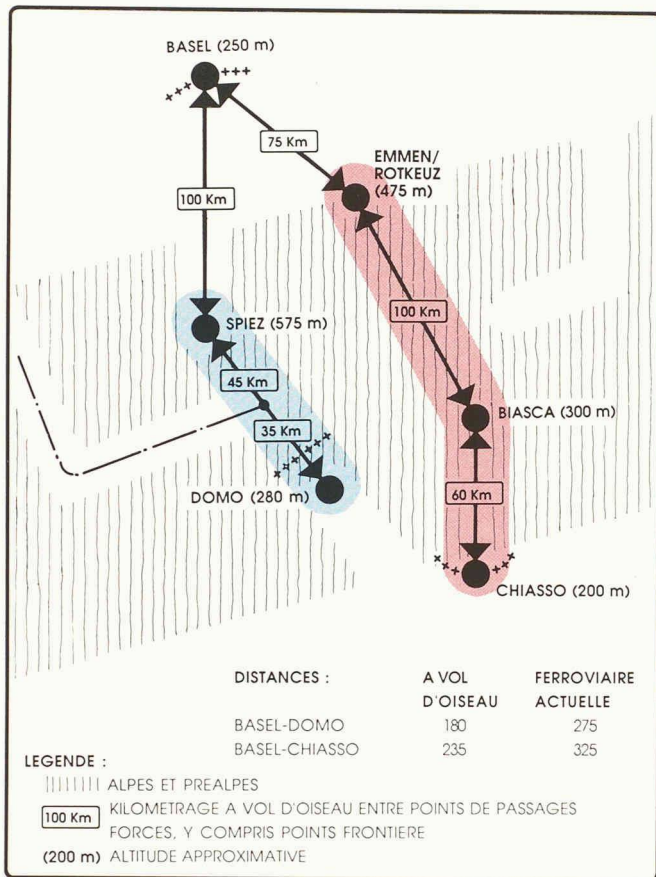 BASEL (250 m)
75 Km
EMMEN/
ROTKEUZ
(475 m)
100 Km
SPIEZ (575 m)
100 Km
45 Km
35 Km
BIASCA (300 m)
DOMO (280 m)
60 Km
CHIASSO (200 m)
DISTANCES : A VOL FERROVIAIRE
D'OISEAU ACTUELLE
BASEL-DOMO 180 275
BASEL-CHIASSO 235 325
LEGENDE :
ALPES ET PREALPES
100 Km KILOMETRAGE A VOL D'OISEAU ENTRE POINTS DE PASSAGES
FORCES, Y COMPRIS POINTS FRONTIERE
(200 m) ALTITUDE APPROXIMATIVE